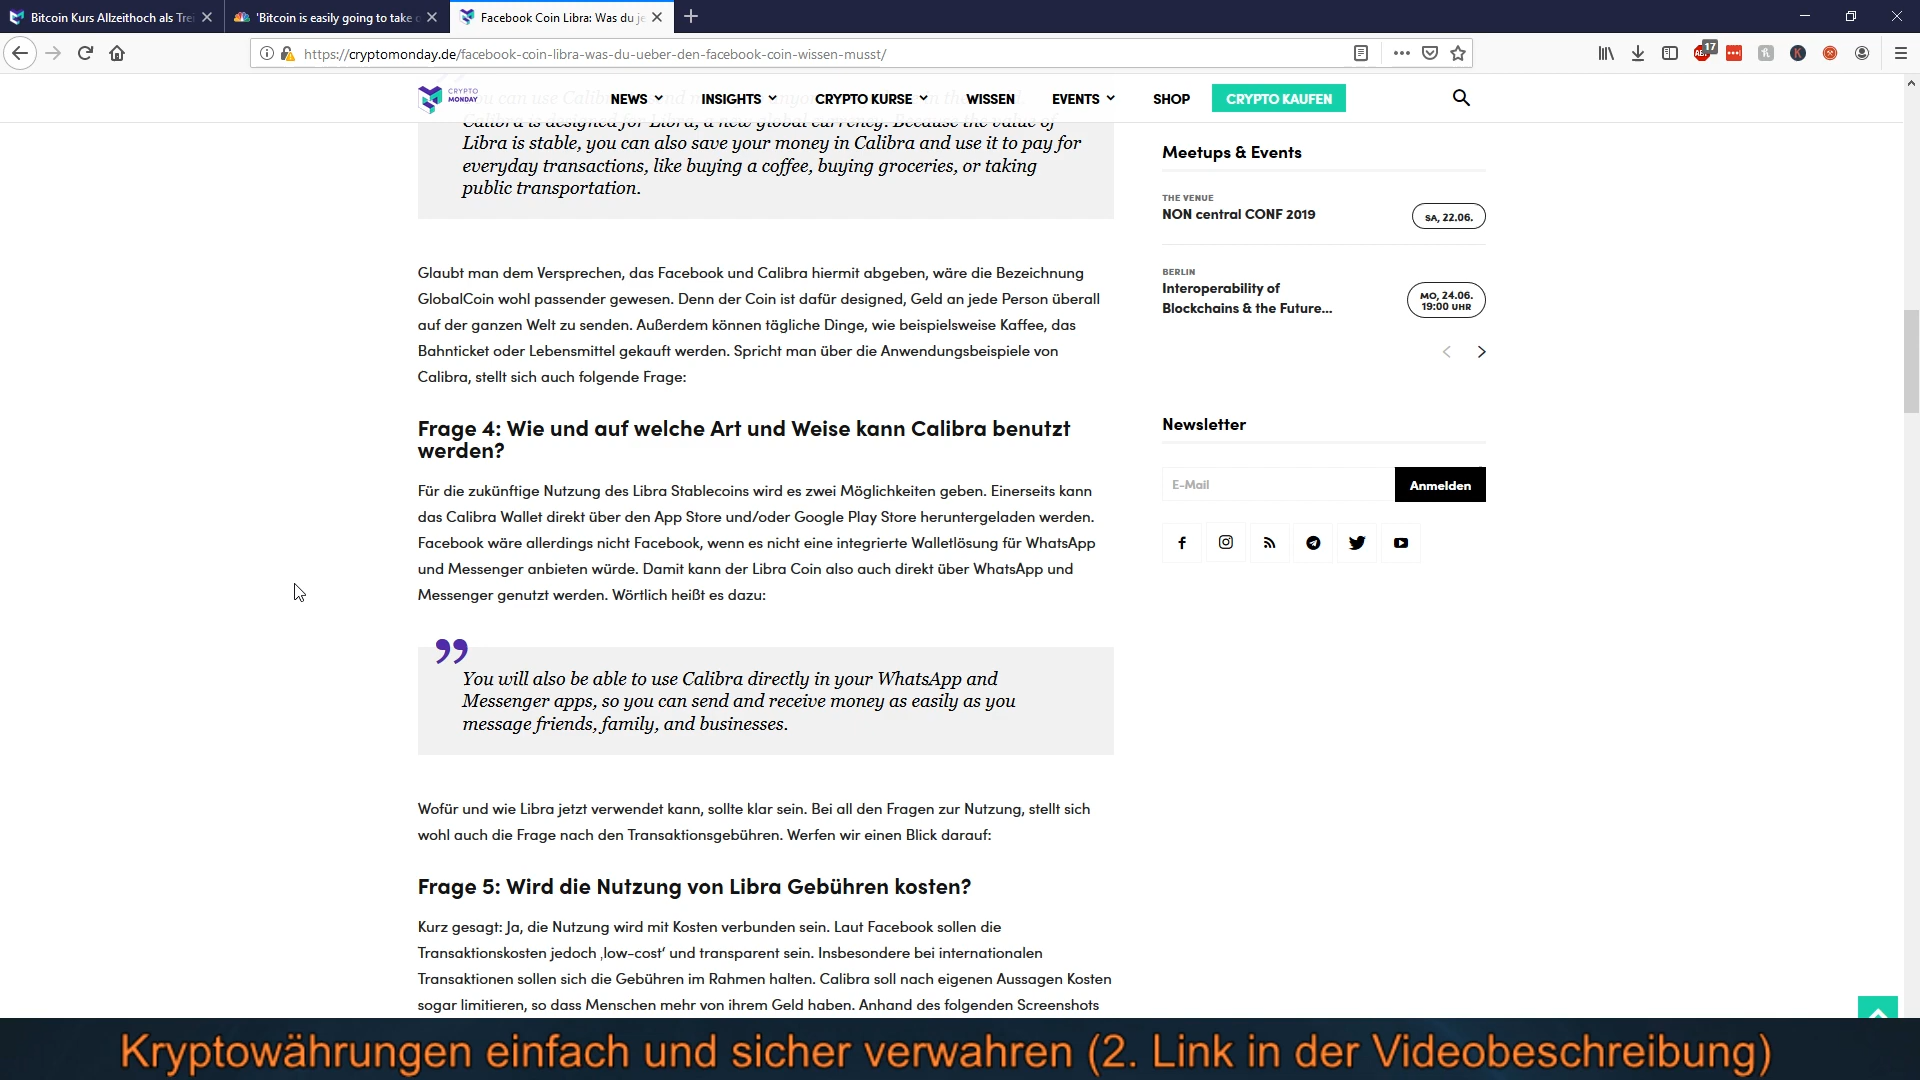 Bitcoin Kurs Allzeithoch als Tre
'Bitcoin is easily going to take
Facebook Coin Libra: Was du je
https://cryptomonday.de/facebook-coin-libra-was-du-ueber-den-facebook-coin-wissen-musst/
17
CRYPTO
MONDAY
NEWS
INSIGHTS
CRYPTO KURSE
WISSEN
EVENTS
SHOP
CRYPTO KAUFEN
Calibra is designed for Libra, a new global currency. Because the value of
Libra is stable, you can also save your money in Calibra and use it to pay for
everyday transactions, like buying a coffee, buying groceries, or taking
public transportation.
Glaubt man dem Versprechen, das Facebook und Calibra hiermit abgeben, wäre die Bezeichnung
GlobalCoin wohl passender gewesen. Denn der Coin ist dafür designed, Geld an jede Person überall
auf der ganzen Welt zu senden. Außerdem können tägliche Dinge, wie beispielsweise Kaffee, das
Bahnticket oder Lebensmittel gekauft werden. Spricht man über die Anwendungsbeispiele von
Calibra, stellt sich auch folgende Frage:
Frage 4: Wie und auf welche Art und Weise kann Calibra benutzt
werden?
Für die zukünftige Nutzung des Libra Stablecoins wird es zwei Möglichkeiten geben. Einerseits kann
das Calibra Wallet direkt über den App Store und/oder Google Play Store heruntergeladen werden.
Facebook wäre allerdings nicht Facebook, wenn es nicht eine integrierte Walletlösung für WhatsApp
und Messenger anbieten würde. Damit kann der Libra Coin also auch direkt über WhatsApp und
Messenger genutzt werden. Wörtlich heißt es dazu:
You will also be able to use Calibra directly in your WhatsApp and
Messenger apps, so you can send and receive money as easily as you
message friends, family, and businesses.
Wofür und wie Libra jetzt verwendet kann, sollte klar sein. Bei all den Fragen zur Nutzung, stellt sich
wohl auch die Frage nach den Transaktionsgebühren. Werfen wir einen Blick darauf:
Frage 5: Wird die Nutzung von Libra Gebühren kosten?
Kurz gesagt: Ja, die Nutzung wird mit Kosten verbunden sein. Laut Facebook sollen die
Transaktionskosten jedoch ‚low-cost‘ und transparent sein. Insbesondere bei internationalen
Transaktionen sollen sich die Gebühren im Rahmen halten. Calibra soll nach eigenen Aussagen Kosten
sogar limitieren, so dass Menschen mehr von ihrem Geld haben. Anhand des folgenden Screenshots
Meetups & Events
THE VENUE
NON central CONF 2019
SA, 22.06.
BERLIN
Interoperability of
Blockchains & the Future...
MO, 24.06.
19:00 UHR
Newsletter
E-Mail
Anmelden
Kryptowährungen einfach und sicher verwahren (2. Link in der Videobeschreibung)